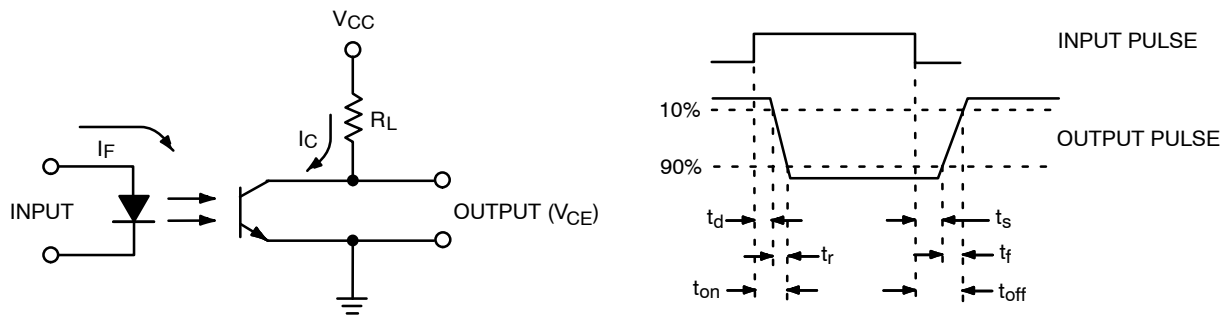 VCC
RL
IC
IF
INPUT
OUTPUT (VCE)
INPUT PULSE
10%
OUTPUT PULSE
90%
td
ts
tr
tf
ton
toff